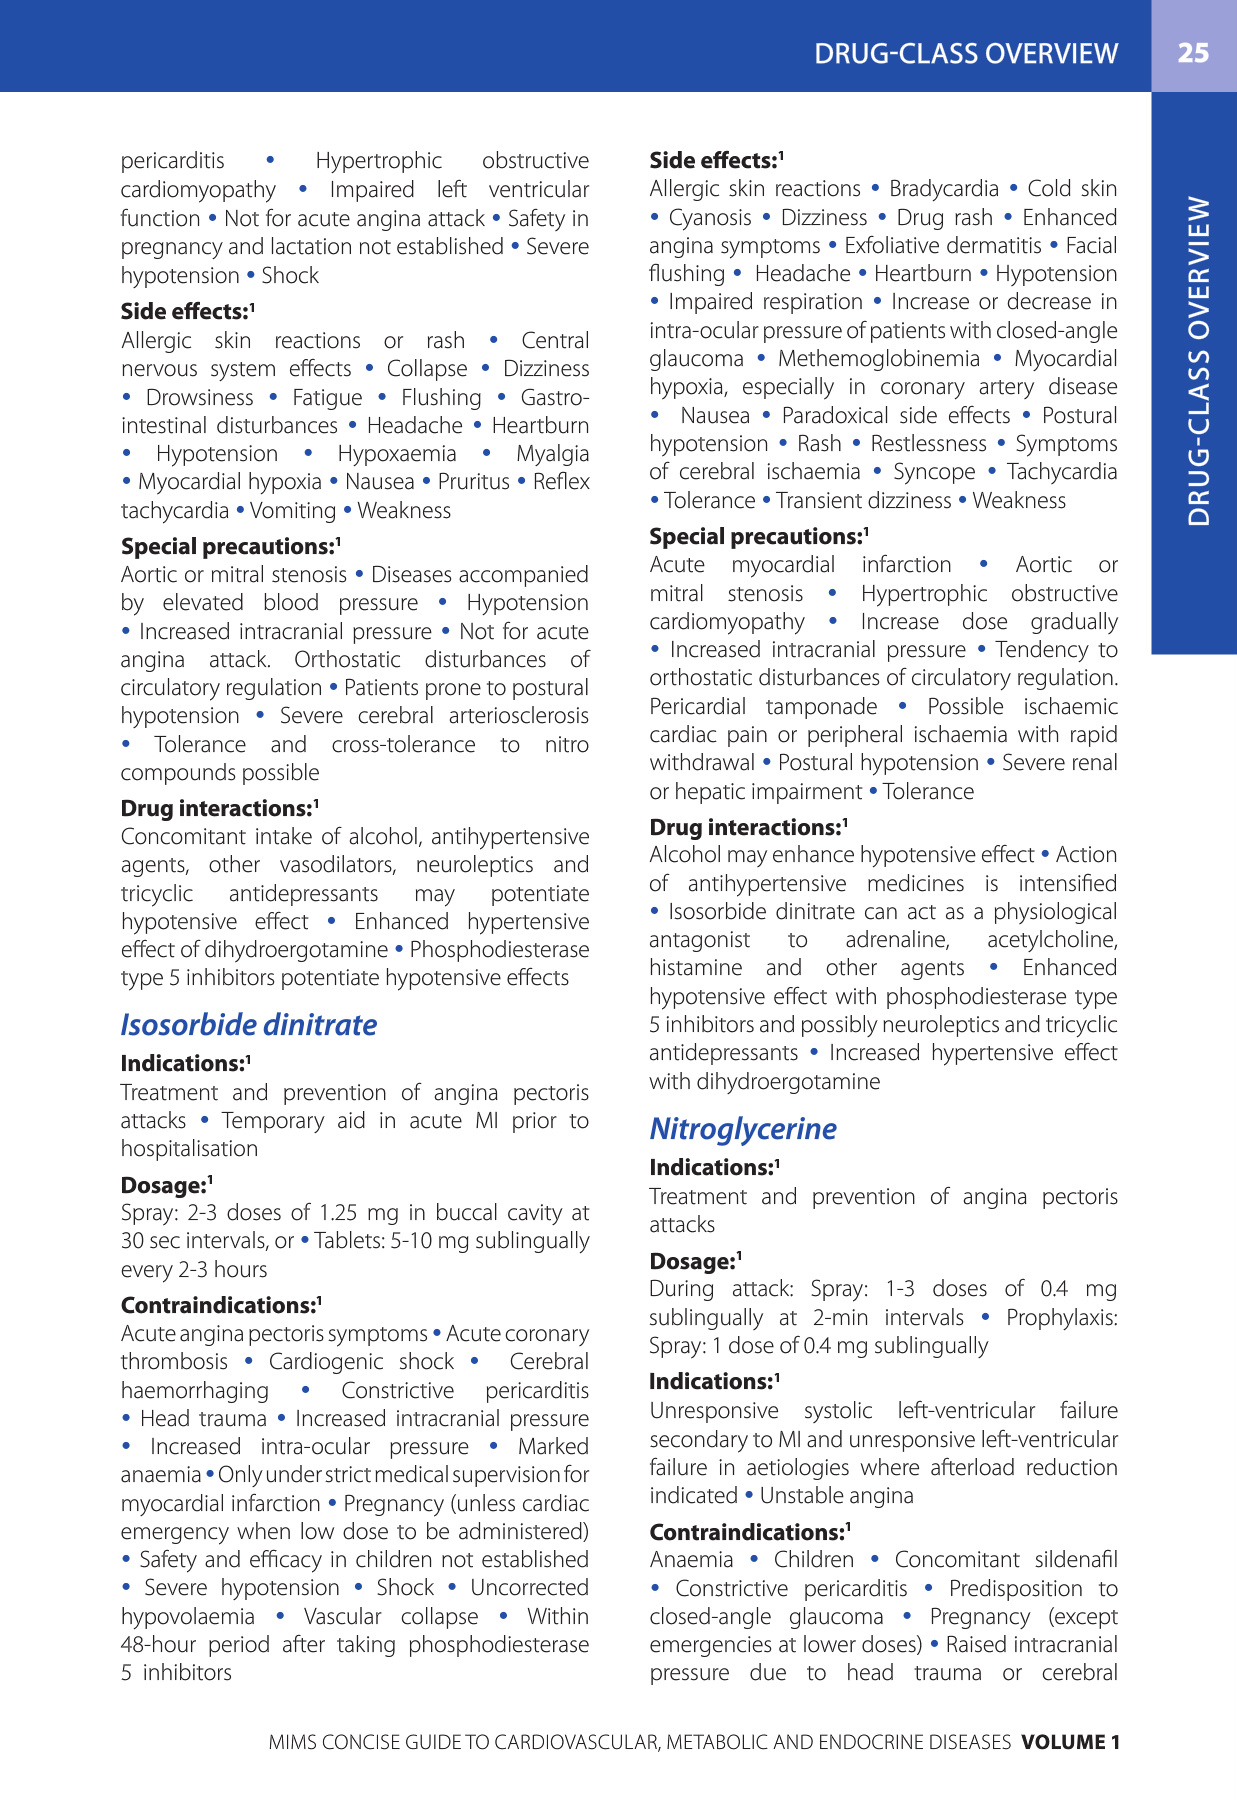 DRUG-CLASS OVERVIEW 25
pericarditis • Hypertrophic obstructive
cardiomyopathy • Impaired left ventricular
function • Not for acute angina attack • Safety in
pregnancy and lactation not established • Severe
hypotension • Shock
Side effects:¹
Allergic skin reactions or rash • Central
nervous system effects • Collapse • Dizziness
• Drowsiness • Fatigue • Flushing • Gastro-
intestinal disturbances • Headache • Heartburn
• Hypotension • Hypoxaemia • Myalgia
• Myocardial hypoxia • Nausea • Pruritus • Reflex
tachycardia • Vomiting • Weakness
Special precautions:¹
Aortic or mitral stenosis • Diseases accompanied
by elevated blood pressure • Hypotension
• Increased intracranial pressure • Not for acute
angina attack. Orthostatic disturbances of
circulatory regulation • Patients prone to postural
hypotension • Severe cerebral arteriosclerosis
• Tolerance and cross-tolerance to nitro
compounds possible
Drug interactions:¹
Concomitant intake of alcohol, antihypertensive
agents, other vasodilators, neuroleptics and
tricyclic antidepressants may potentiate
hypotensive effect • Enhanced hypertensive
effect of dihydroergotamine • Phosphodiesterase
type 5 inhibitors potentiate hypotensive effects
Isosorbide dinitrate
Indications:¹
Treatment and prevention of angina pectoris
attacks • Temporary aid in acute MI prior to
hospitalisation
Dosage:¹
Spray: 2-3 doses of 1.25 mg in buccal cavity at
30 sec intervals, or • Tablets: 5-10 mg sublingually
every 2-3 hours
Contraindications:¹
Acute angina pectoris symptoms • Acute coronary
thrombosis • Cardiogenic shock • Cerebral
haemorrhaging • Constrictive pericarditis
• Head trauma • Increased intracranial pressure
• Increased intra-ocular pressure • Marked
anaemia • Only under strict medical supervision for
myocardial infarction • Pregnancy (unless cardiac
emergency when low dose to be administered)
• Safety and efficacy in children not established
• Severe hypotension • Shock • Uncorrected
hypovolaemia • Vascular collapse • Within
48-hour period after taking phosphodiesterase
5 inhibitors
Side effects:¹
Allergic skin reactions • Bradycardia • Cold skin
• Cyanosis • Dizziness • Drug rash • Enhanced
angina symptoms • Exfoliative dermatitis • Facial
flushing • Headache • Heartburn • Hypotension
• Impaired respiration • Increase or decrease in
intra-ocular pressure of patients with closed-angle
glaucoma • Methemoglobinemia • Myocardial
hypoxia, especially in coronary artery disease
• Nausea • Paradoxical side effects • Postural
hypotension • Rash • Restlessness • Symptoms
of cerebral ischaemia • Syncope • Tachycardia
• Tolerance • Transient dizziness • Weakness
Special precautions:¹
Acute myocardial infarction • Aortic or
mitral stenosis • Hypertrophic obstructive
cardiomyopathy • Increase dose gradually
• Increased intracranial pressure • Tendency to
orthostatic disturbances of circulatory regulation.
Pericardial tamponade • Possible ischaemic
cardiac pain or peripheral ischaemia with rapid
withdrawal • Postural hypotension • Severe renal
or hepatic impairment • Tolerance
Drug interactions:¹
Alcohol may enhance hypotensive effect • Action
of antihypertensive medicines is intensified
• Isosorbide dinitrate can act as a physiological
antagonist to adrenaline, acetylcholine,
histamine and other agents • Enhanced
hypotensive effect with phosphodiesterase type
5 inhibitors and possibly neuroleptics and tricyclic
antidepressants • Increased hypertensive effect
with dihydroergotamine
Nitroglycerine
Indications:¹
Treatment and prevention of angina pectoris
attacks
Dosage:¹
During attack: Spray: 1-3 doses of 0.4 mg
sublingually at 2-min intervals • Prophylaxis:
Spray: 1 dose of 0.4 mg sublingually
Indications:¹
Unresponsive systolic left-ventricular failure
secondary to MI and unresponsive left-ventricular
failure in aetiologies where afterload reduction
indicated • Unstable angina
Contraindications:¹
Anaemia • Children • Concomitant sildenafil
• Constrictive pericarditis • Predisposition to
closed-angle glaucoma • Pregnancy (except
emergencies at lower doses) • Raised intracranial
pressure due to head trauma or cerebral
DRUG-CLASS OVERVIEW
MIMS CONCISE GUIDE TO CARDIOVASCULAR, METABOLIC AND ENDOCRINE DISEASES VOLUME 1